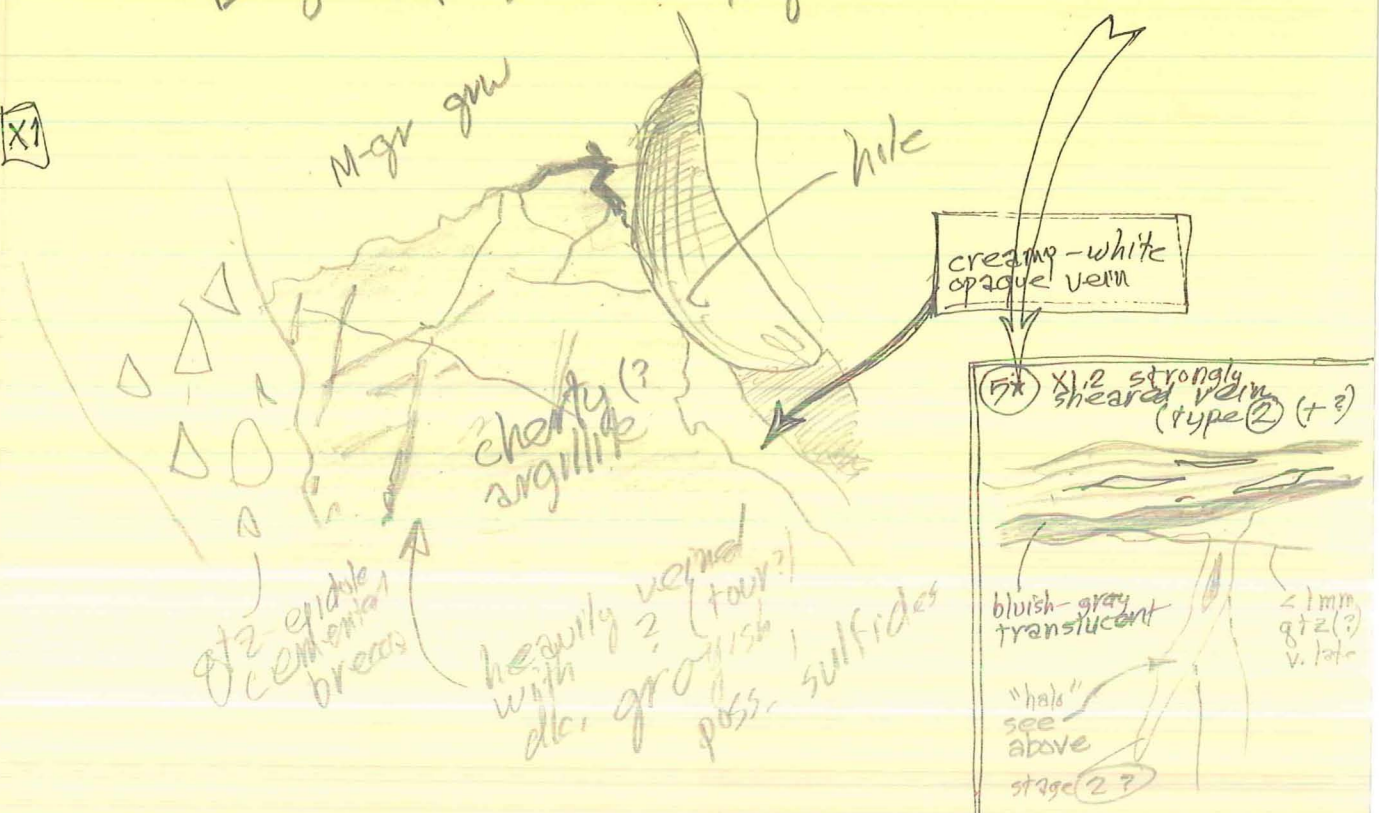 X1
M-gr grw
hole
creamy-white
opaque vein
cherty (?
argillite
qtz-epidote
cemented
breccia
heavily veined
with ? (tour?)
dk. grayish
poss. sulfides
5* X1.2 strongly
sheared vein
(type 2 (+?)
bluish-gray
translucent
<1mm
qtz(?)
v. late
"halo"
see
above
stage 2 ?